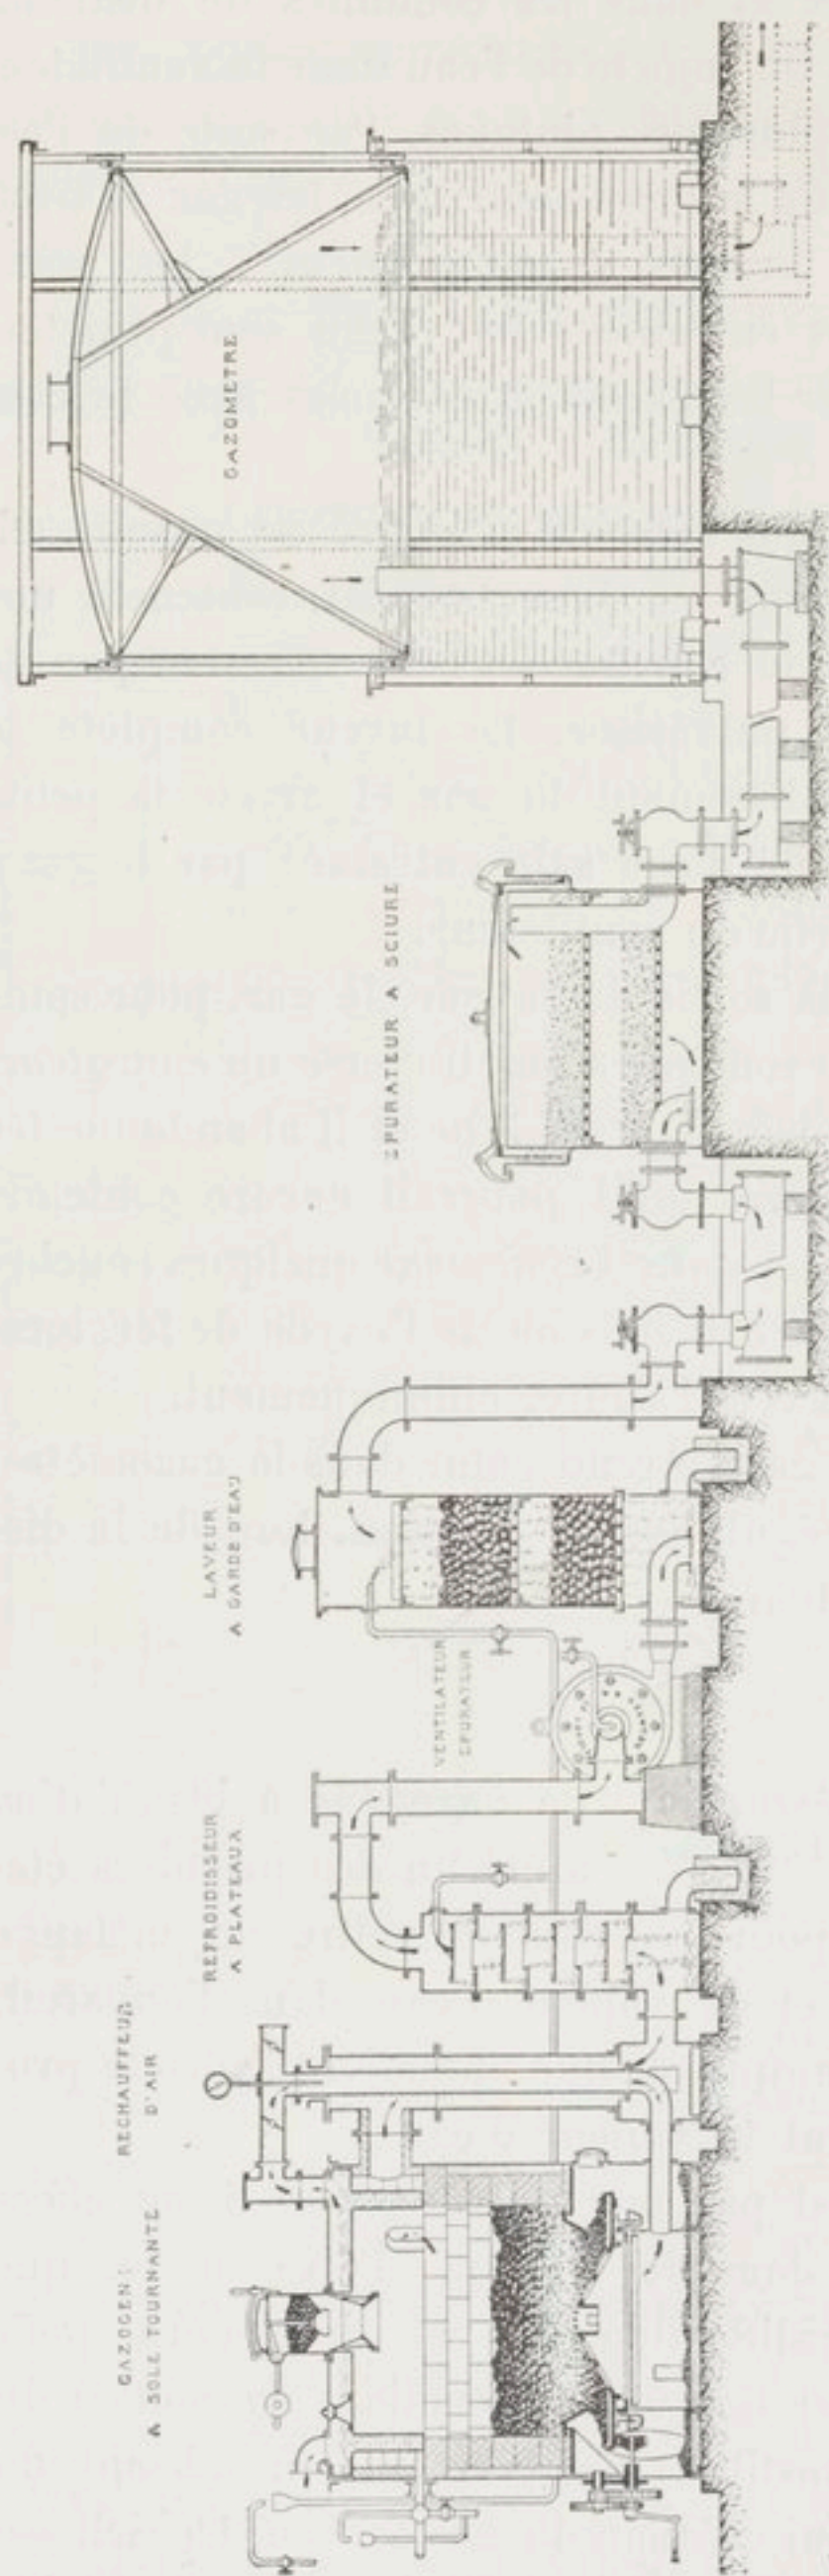 GAZOGENE
A SOLE TOURNANTE
RECHAUFFEUR
D'AIR
REFROIDISSEUR
A PLATEAUX
VENTILATEUR
EPURATEUR
LAVEUR
A GARDE D'EAU
EPURATEUR A SCIURE
GAZOMETRE